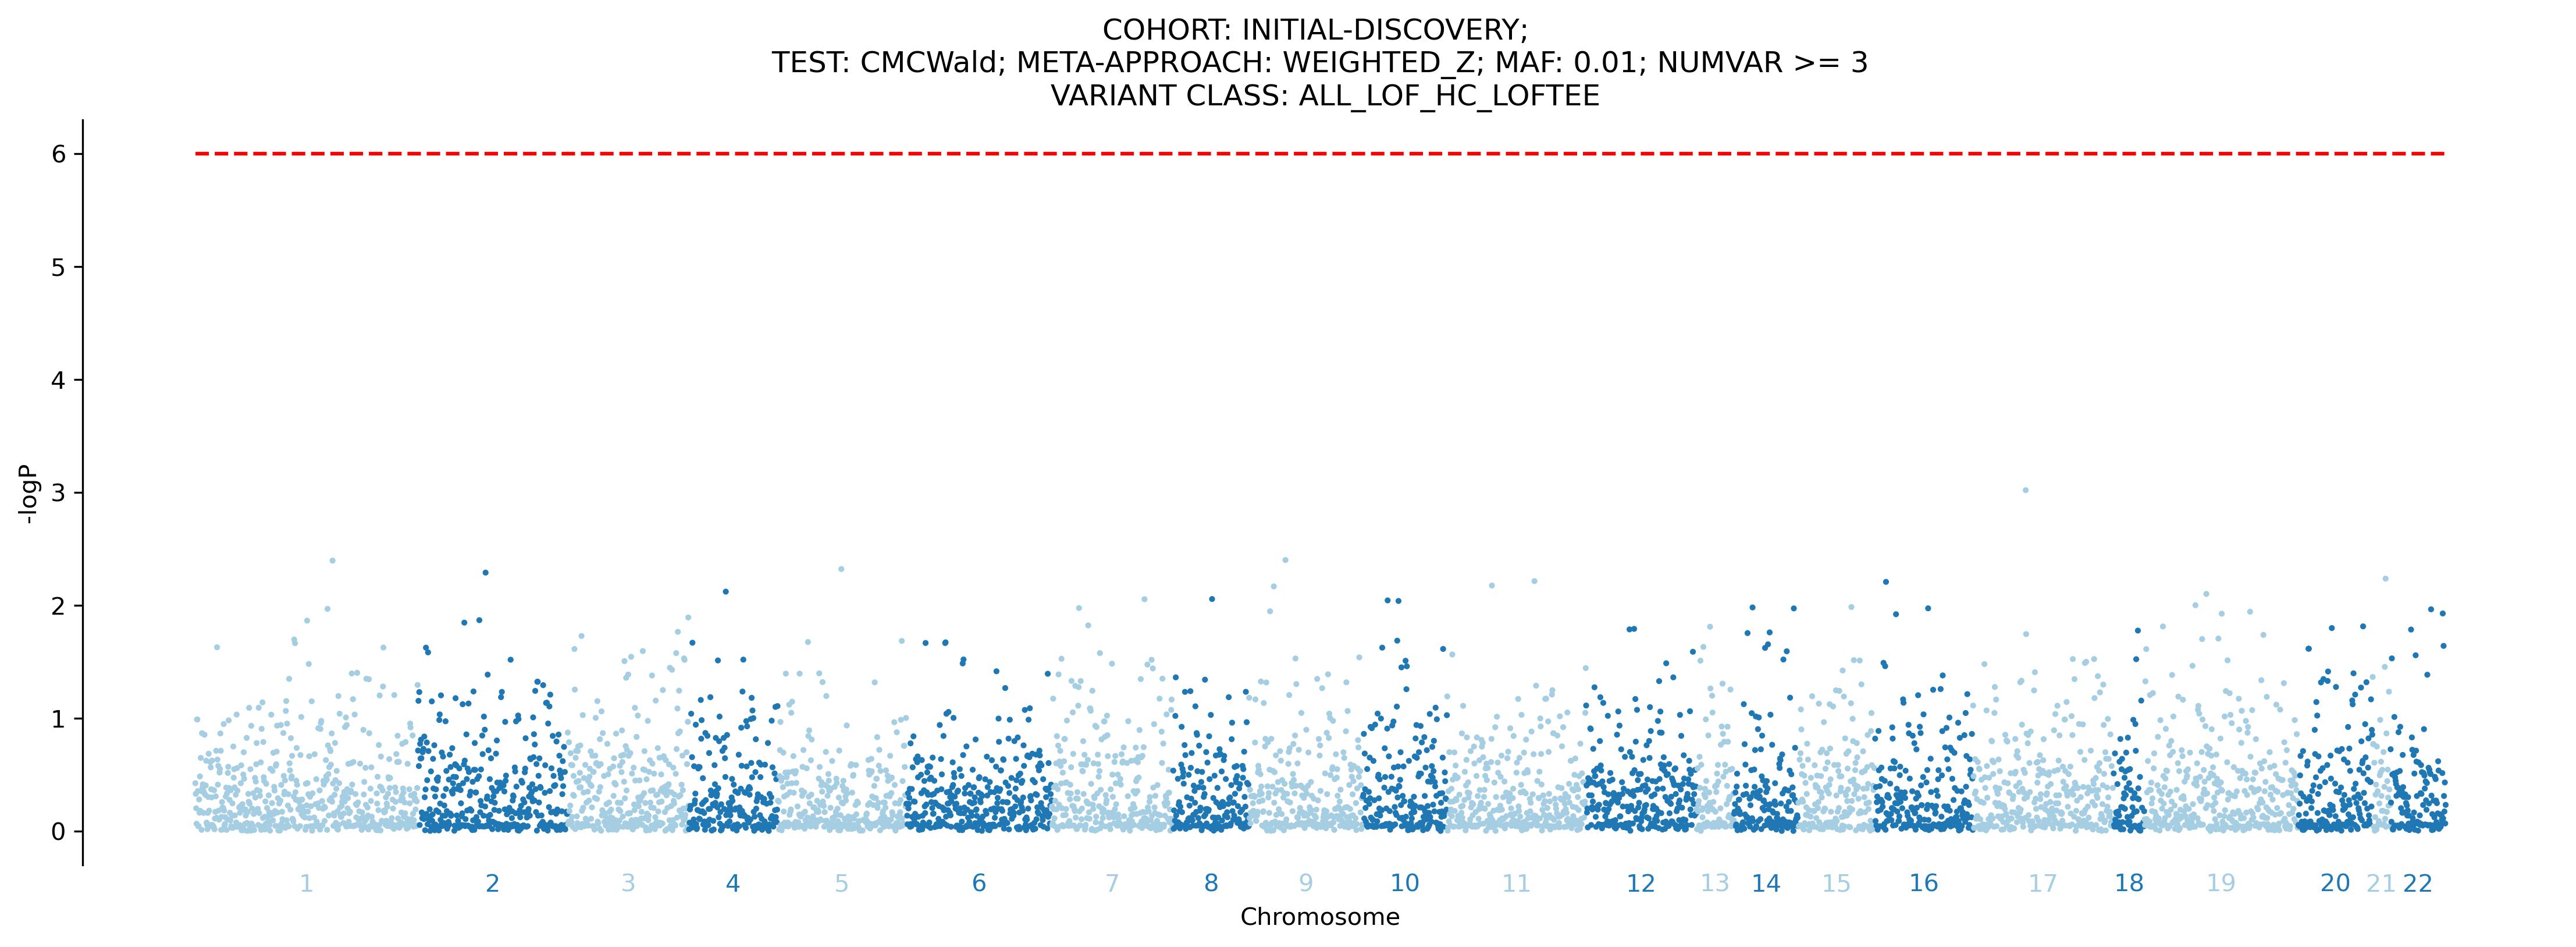 COHORT: INITIAL-DISCOVERY;
TEST: CMCWald; META-APPROACH: WEIGHTED_Z; MAF: 0.01; NUMVAR >= 3
VARIANT CLASS: ALL_LOF_HC_LOFTEE
6
5
4
3
2
1
0
-logP
1 2 3 4 5 6 7 8 9 10 11 12 13 14 15 16 17 18 19 20 21 22
Chromosome